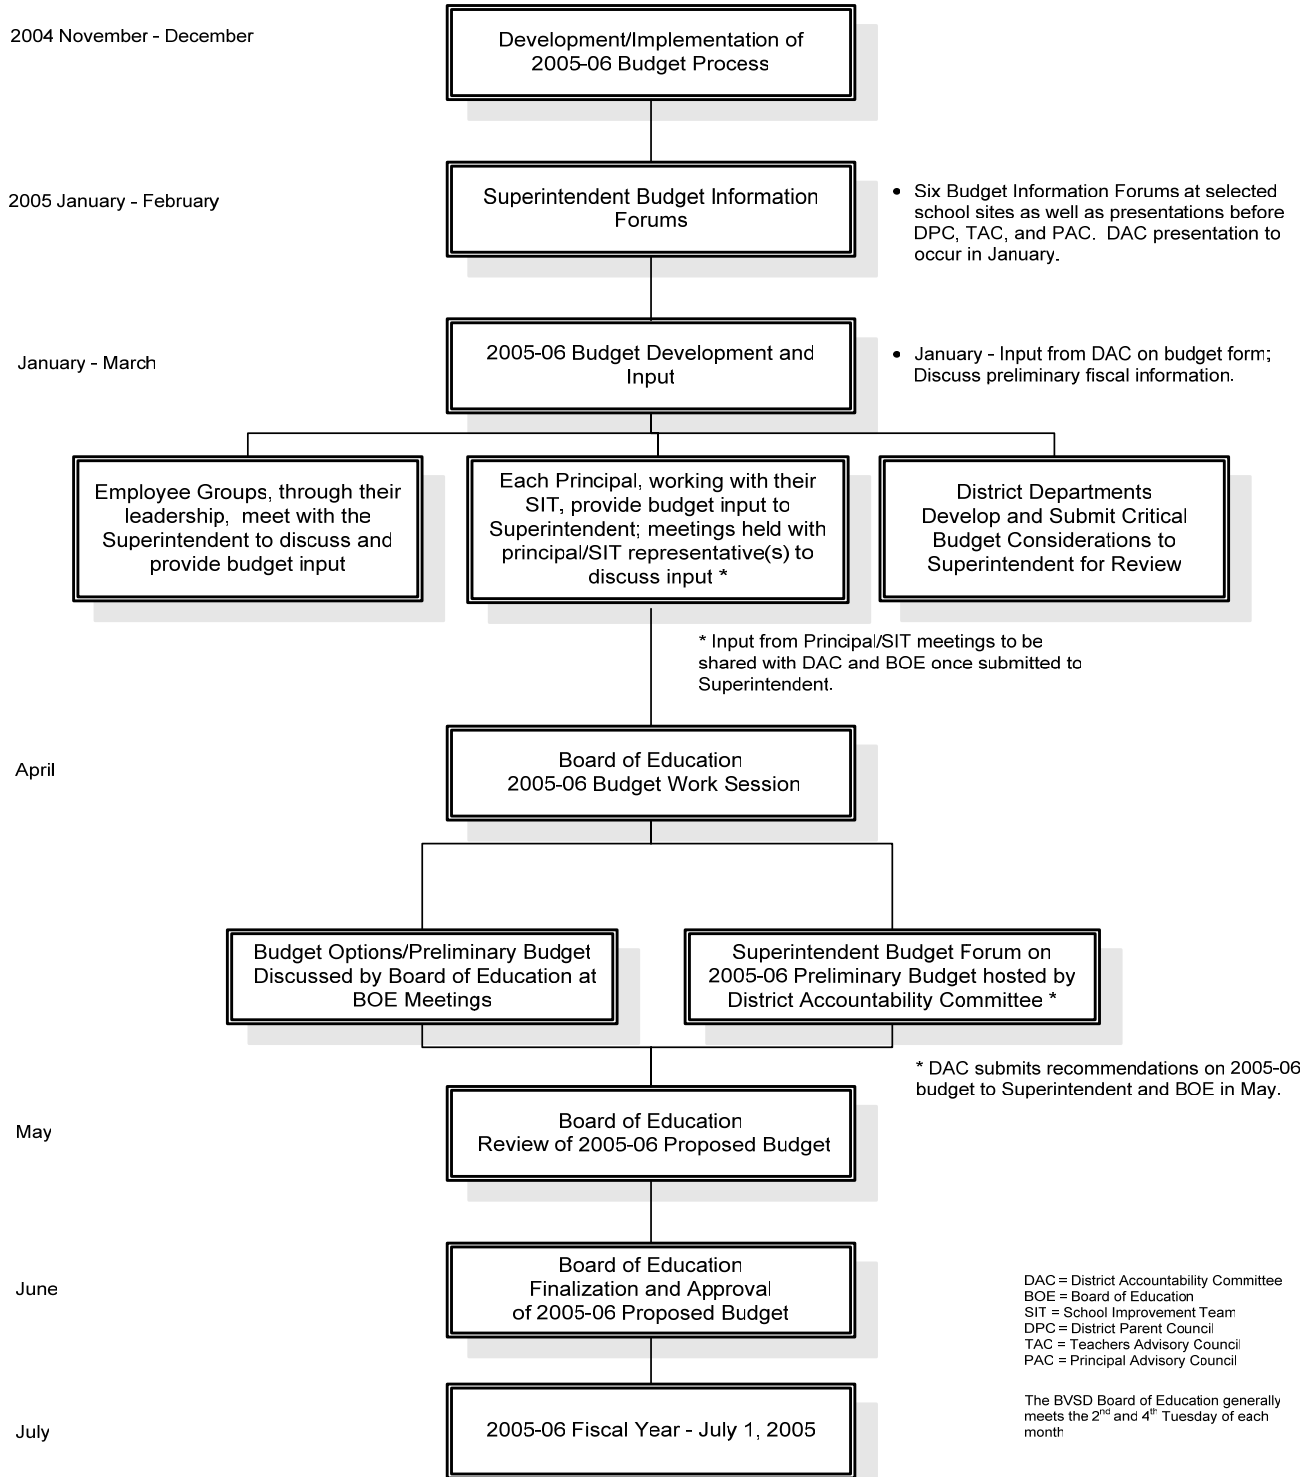 2004 November - December
Development/Implementation of
2005-06 Budget Process
2005 January - February
Superintendent Budget Information
Forums
• Six Budget Information Forums at selected
school sites as well as presentations before
DPC, TAC, and PAC.  DAC presentation to
occur in January.
January - March
2005-06 Budget Development and
Input
• January - Input from DAC on budget form;
Discuss preliminary fiscal information.
Employee Groups, through their
leadership,  meet with the
Superintendent to discuss and
provide budget input
Each Principal, working with their
SIT, provide budget input to
Superintendent; meetings held with
principal/SIT representative(s) to
discuss input *
District Departments
Develop and Submit Critical
Budget Considerations to
Superintendent for Review
* Input from Principal/SIT meetings to be
shared with DAC and BOE once submitted to
Superintendent.
April
Board of Education
2005-06 Budget Work Session
Budget Options/Preliminary Budget
Discussed by Board of Education at
BOE Meetings
Superintendent Budget Forum on
2005-06 Preliminary Budget hosted by
District Accountability Committee *
* DAC submits recommendations on 2005-06
budget to Superintendent and BOE in May.
May
Board of Education
Review of 2005-06 Proposed Budget
June
Board of Education
Finalization and Approval
of 2005-06 Proposed Budget
DAC = District Accountability Committee
BOE = Board of Education
SIT = School Improvement Team
DPC = District Parent Council
TAC = Teachers Advisory Council
PAC = Principal Advisory Council
July
2005-06 Fiscal Year - July 1, 2005
The BVSD Board of Education generally
meets the 2nd and 4th Tuesday of each
month